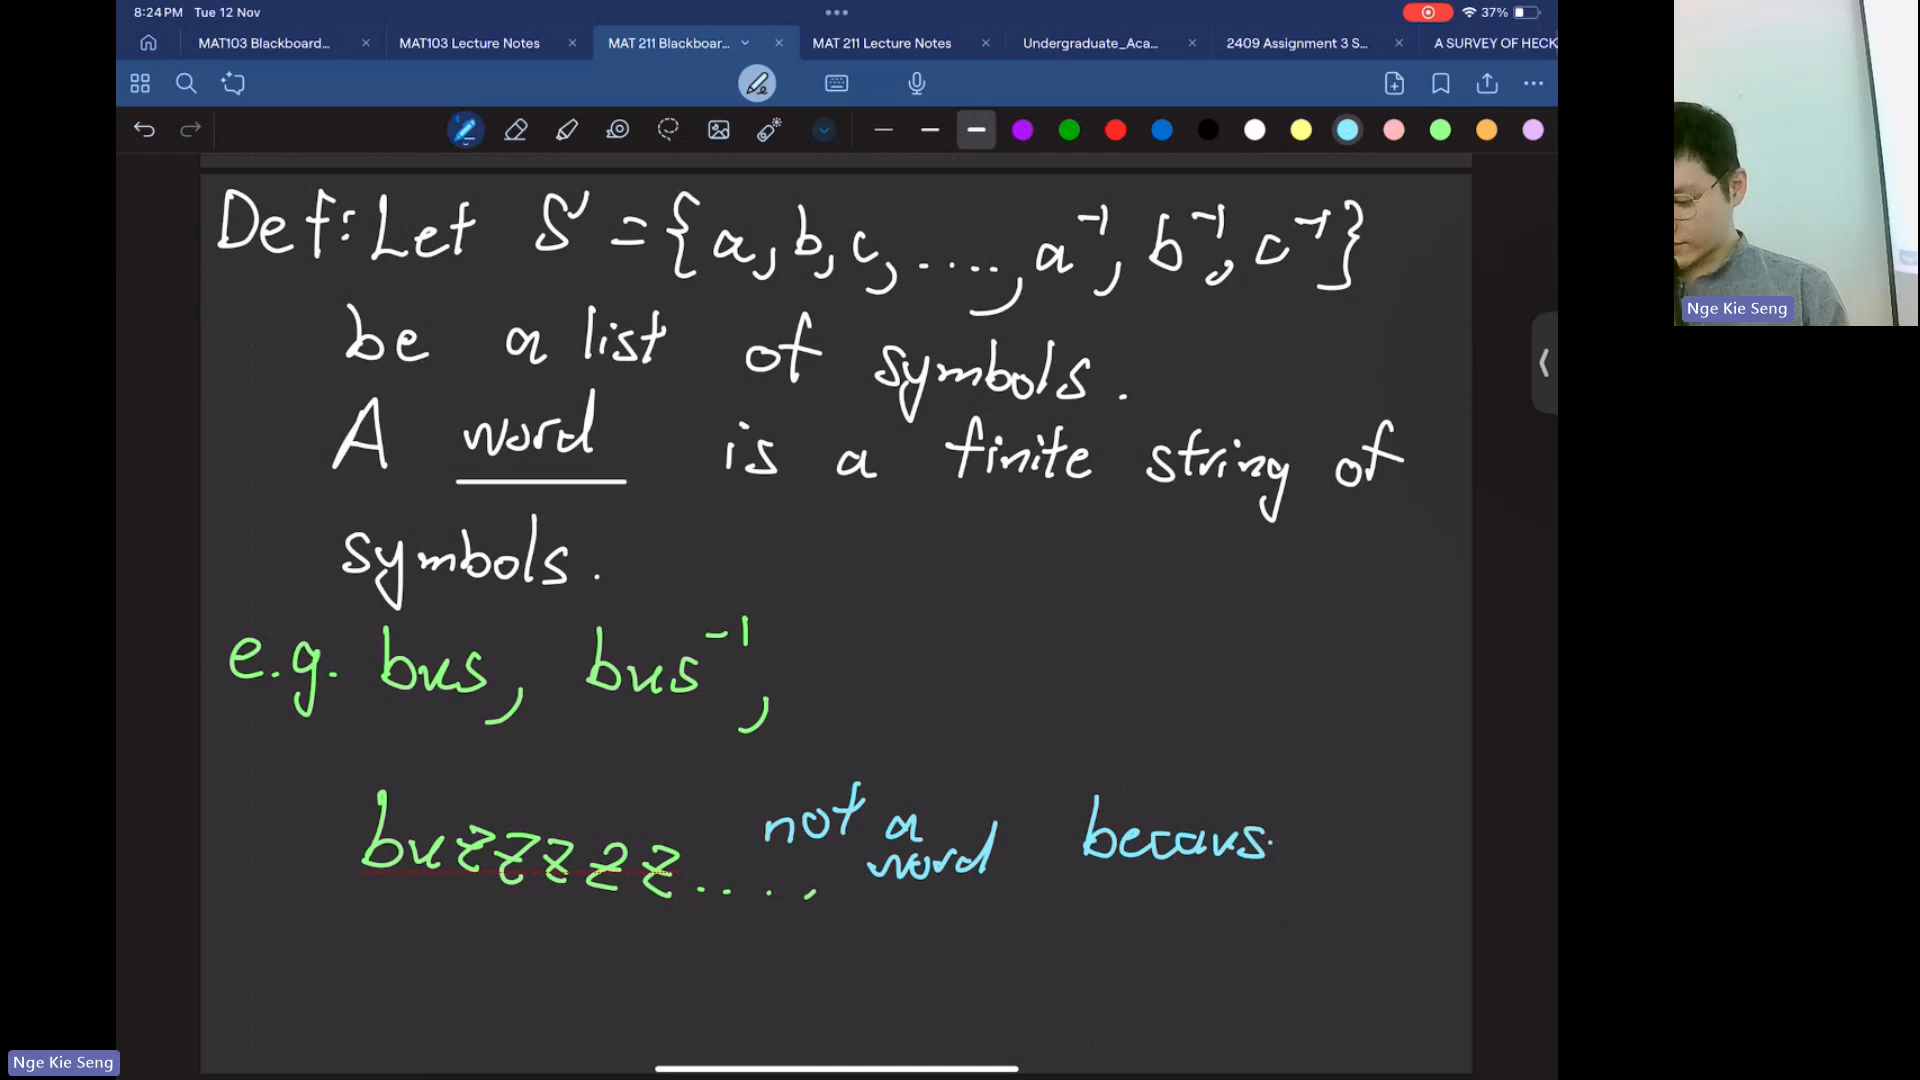 8:24 PM Tue 12 Nov
37%
MAT103 Blackboard...
MAT103 Lecture Notes
MAT 211 Blackboar...
MAT 211 Lecture Notes
Undergraduate_Aca...
2409 Assignment 3 S...
A SURVEY OF HECK
Def: Let S = {a, b, c, ...., a⁻¹, b⁻¹, c⁻¹}
be a list of symbols.
A word is a finite string of
symbols.
e.g. bus, bus⁻¹,
buzzzzz....,
not a
word
becaus
Nge Kie Seng
Nge Kie Seng